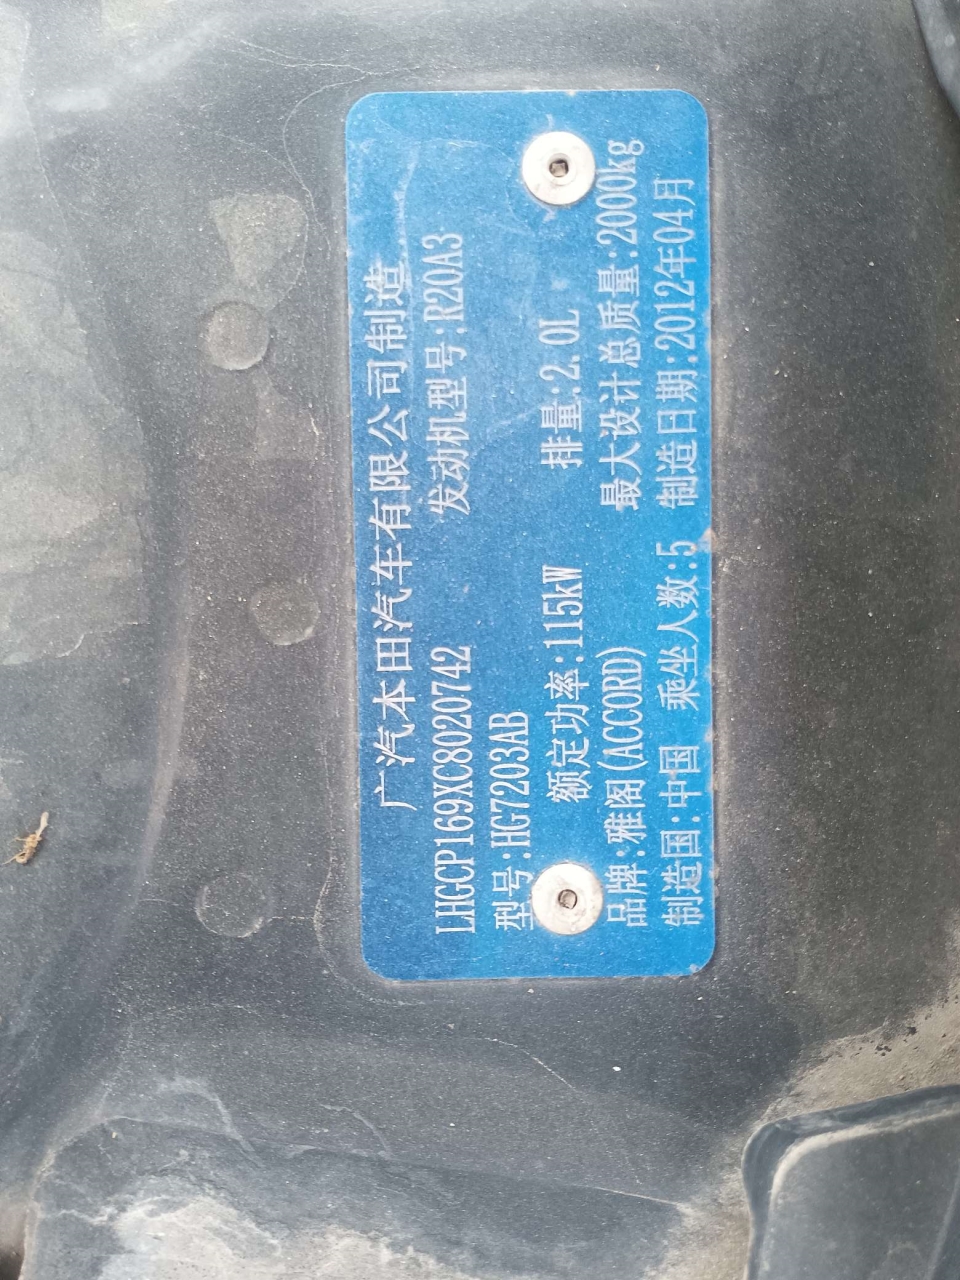 广汽本田汽车有限公司制造
LHGCP169XC8020742 发动机型号:R20A3
型号:HG7203AB
额定功率:115kW 排量:2.0L
品牌:雅阁(ACCORD) 最大设计总质量:2000kg
制造国:中国 乘坐人数:5 制造日期:2012年04月